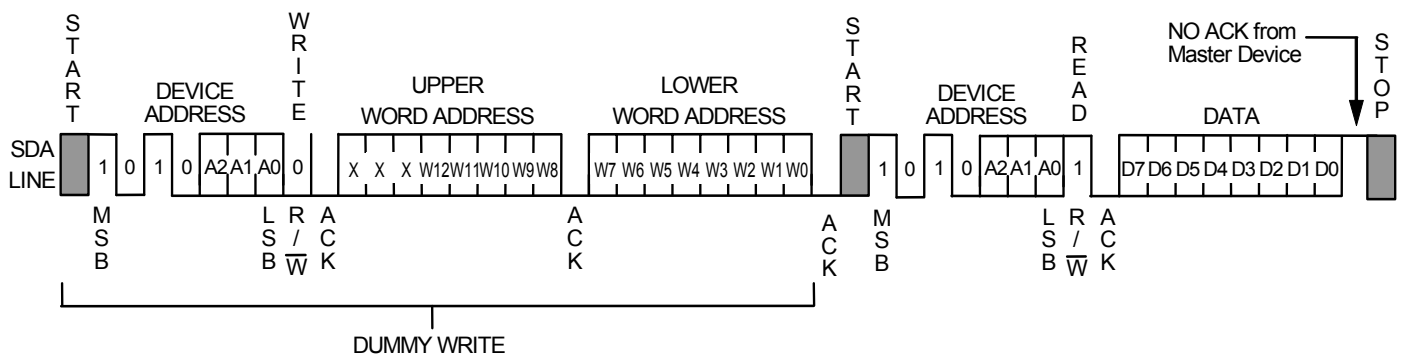 START
DEVICE
ADDRESS
WRITE
UPPER
WORD ADDRESS
LOWER
WORD ADDRESS
START
DEVICE
ADDRESS
READ
DATA
NO ACK from
Master Device
STOP
SDA
LINE
1 0 1 0 A2 A1 A0 0 X X X W12 W11 W10 W9 W8 W7 W6 W5 W4 W3 W2 W1 W0 1 0 1 0 A2 A1 A0 1 D7 D6 D5 D4 D3 D2 D1 D0
MSB
LSB
R/W
ACK
ACK
ACK
MSB
LSB
R/W
ACK
DUMMY WRITE